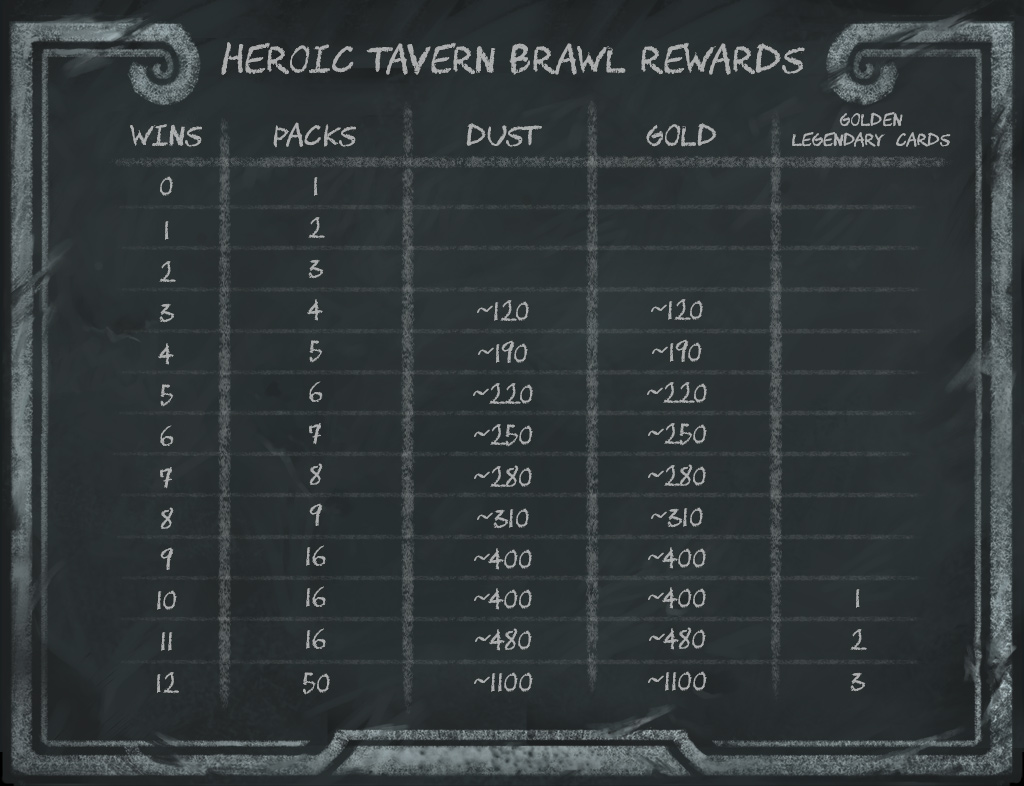 HEROIC TAVERN BRAWL REWARDS
WINS PACKS DUST GOLD GOLDEN LEGENDARY CARDS
0 1
1 2
2 3
3 4 ~120 ~120
4 5 ~190 ~190
5 6 ~220 ~220
6 7 ~250 ~250
7 8 ~280 ~280
8 9 ~310 ~310
9 16 ~400 ~400
10 16 ~400 ~400 1
11 16 ~480 ~480 2
12 50 ~1100 ~1100 3